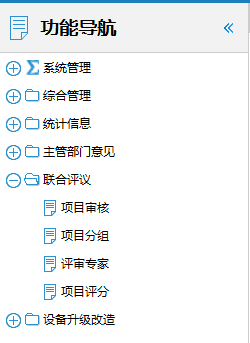 功能导航
系统管理
综合管理
统计信息
主管部门意见
联合评议
项目审核
项目分组
评审专家
项目评分
设备升级改造